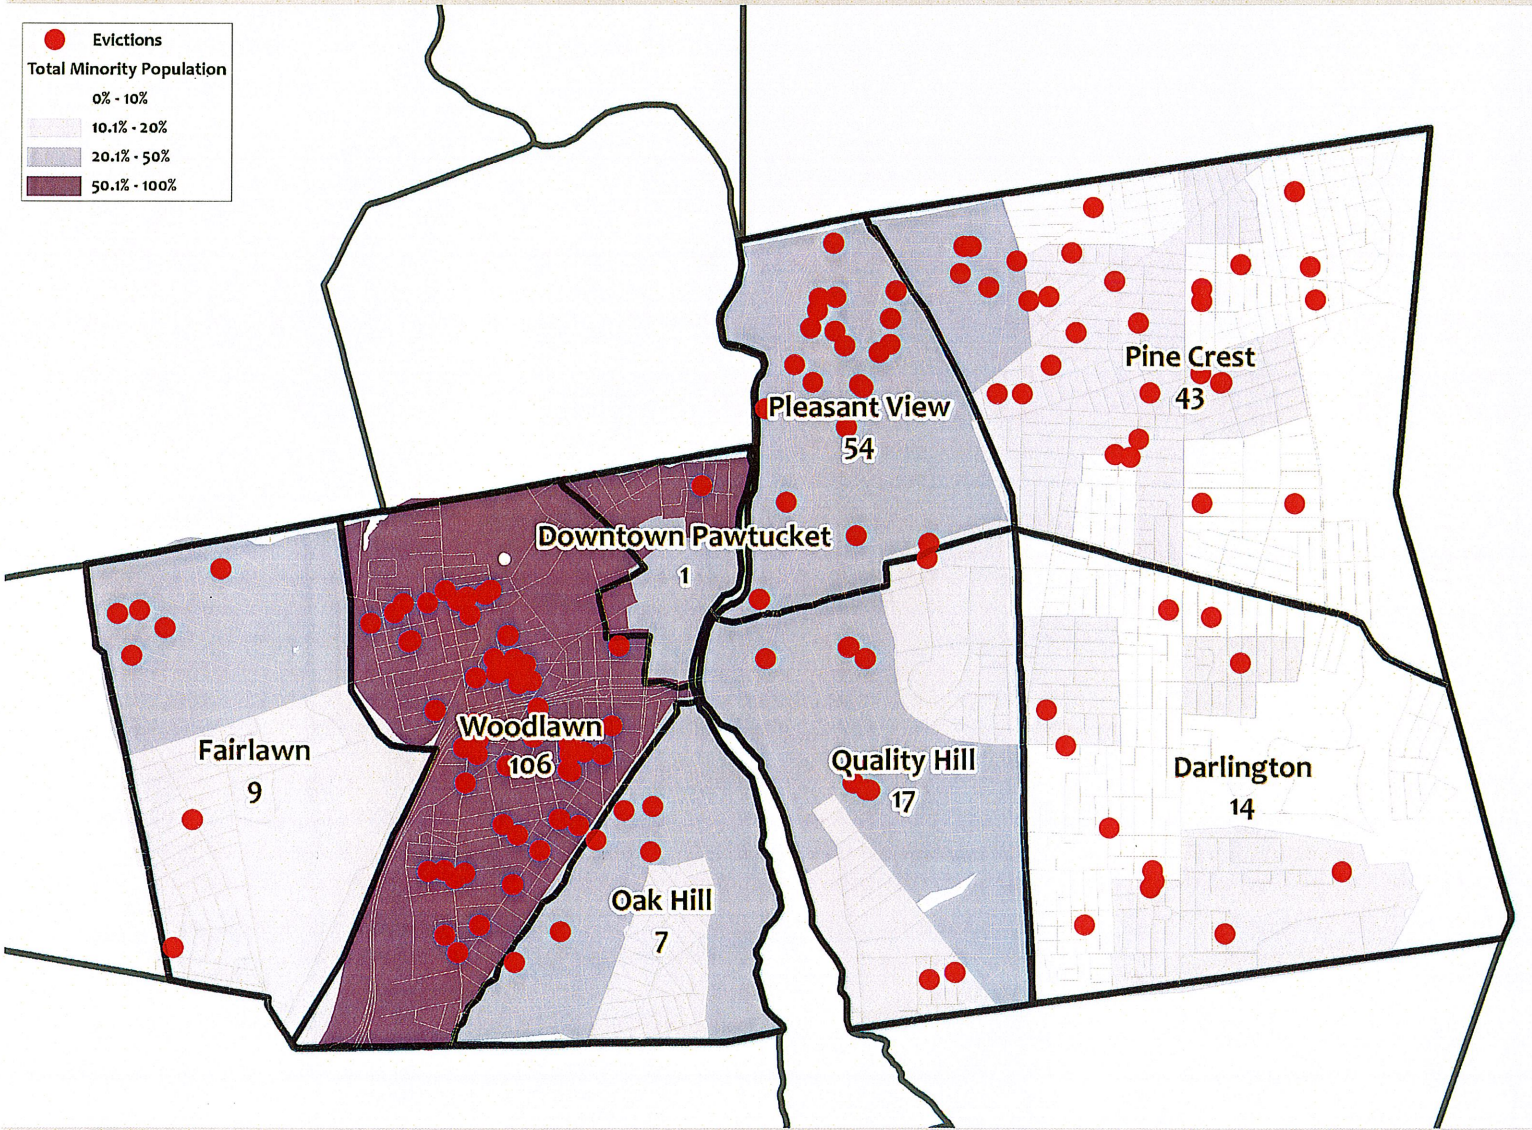 Evictions
Total Minority Population
0% - 10%
10.1% - 20%
20.1% - 50%
50.1% - 100%
Pine Crest
43
Pleasant View
54
Downtown Pawtucket
1
Woodlawn
106
Fairlawn
9
Quality Hill
17
Darlington
14
Oak Hill
7